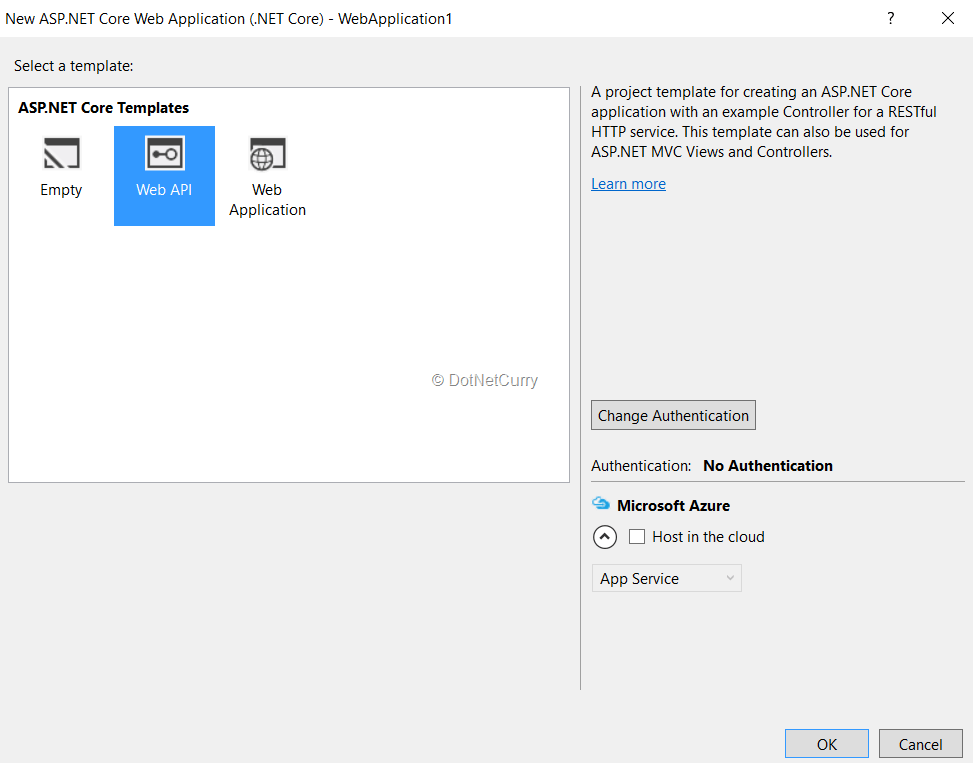 New ASP.NET Core Web Application (.NET Core) - WebApplication1
?
Select a template:
ASP.NET Core Templates
Empty
Web API
Web
Application
© DotNetCurry
A project template for creating an ASP.NET Core
application with an example Controller for a RESTful
HTTP service. This template can also be used for
ASP.NET MVC Views and Controllers.
Learn more
Change Authentication
Authentication: No Authentication
Microsoft Azure
Host in the cloud
App Service
OK
Cancel